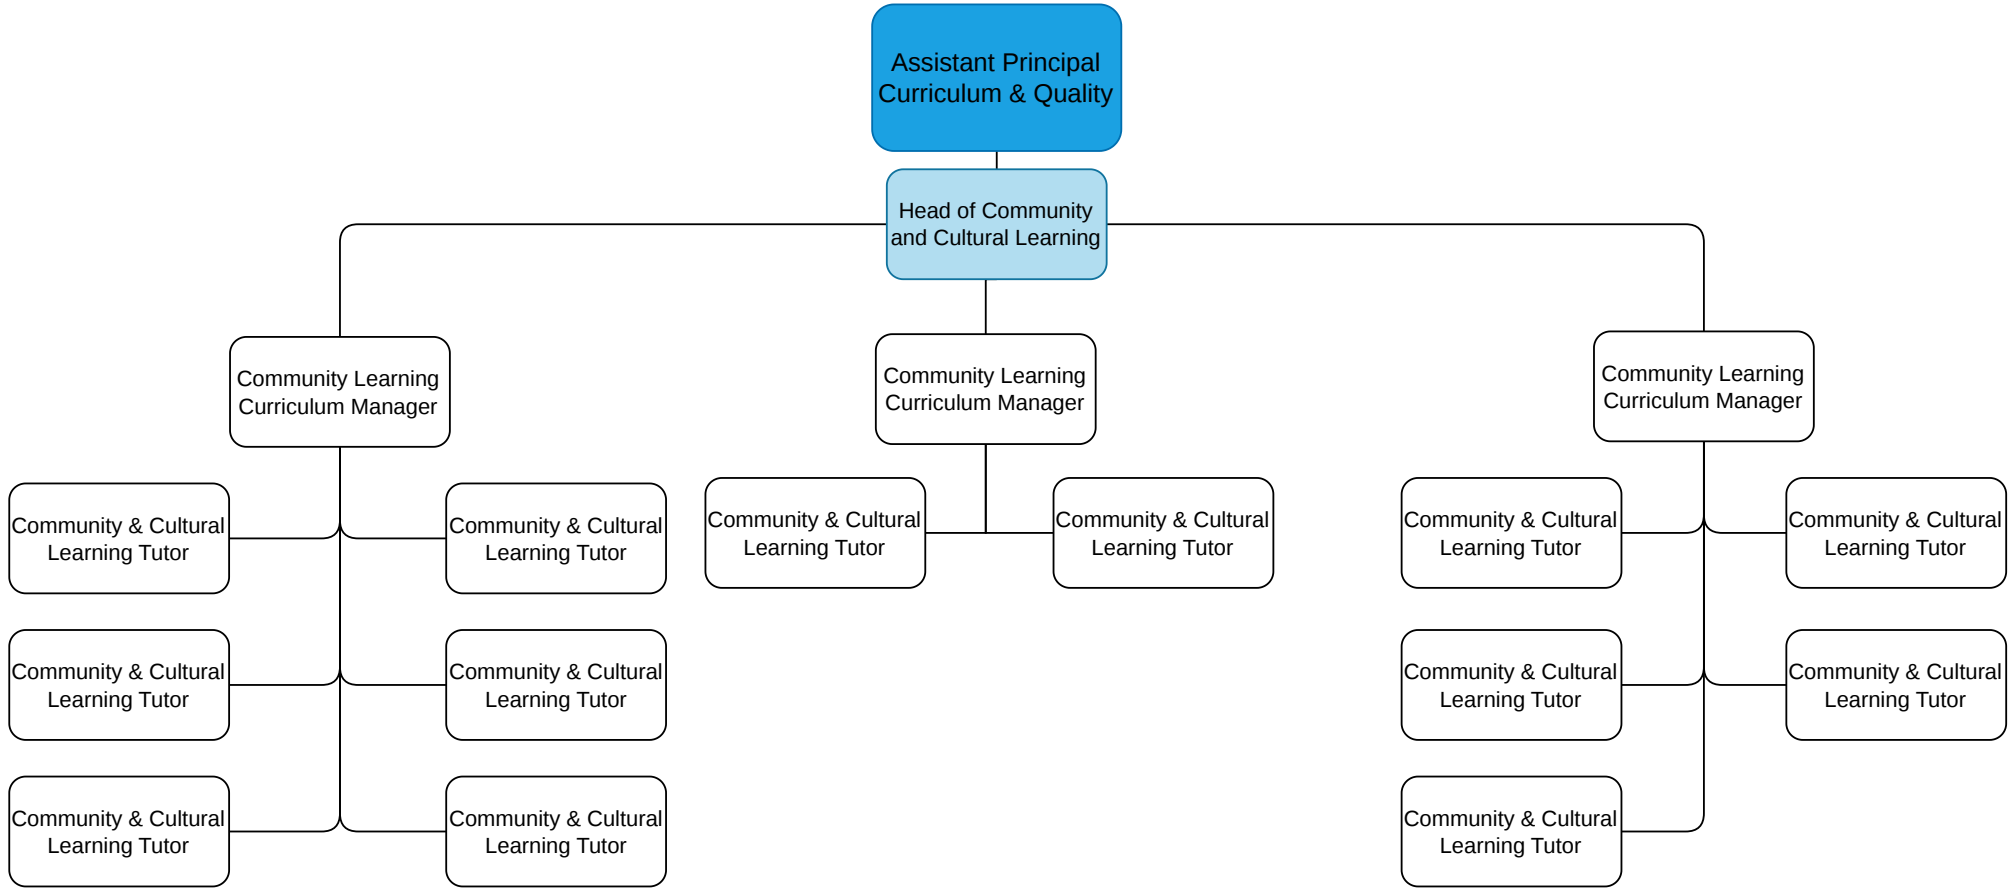 Assistant Principal
Curriculum & Quality
Head of Community
and Cultural Learning
Community Learning
Curriculum Manager
Community Learning
Curriculum Manager
Community Learning
Curriculum Manager
Community & Cultural
Learning Tutor
Community & Cultural
Learning Tutor
Community & Cultural
Learning Tutor
Community & Cultural
Learning Tutor
Community & Cultural
Learning Tutor
Community & Cultural
Learning Tutor
Community & Cultural
Learning Tutor
Community & Cultural
Learning Tutor
Community & Cultural
Learning Tutor
Community & Cultural
Learning Tutor
Community & Cultural
Learning Tutor
Community & Cultural
Learning Tutor
Community & Cultural
Learning Tutor